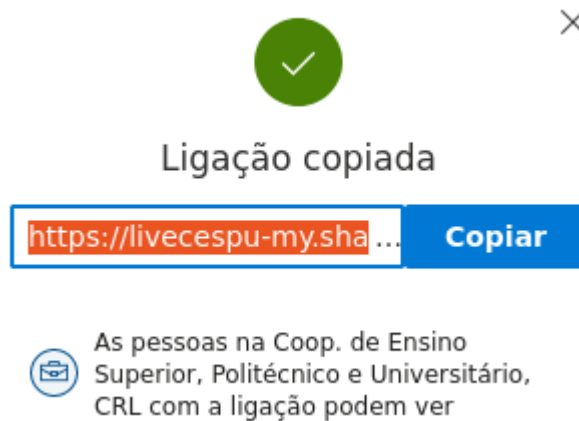 Ligação copiada
https://livecespu-my.sha ...
Copiar
As pessoas na Coop. de Ensino
Superior, Politécnico e Universitário,
CRL com a ligação podem ver